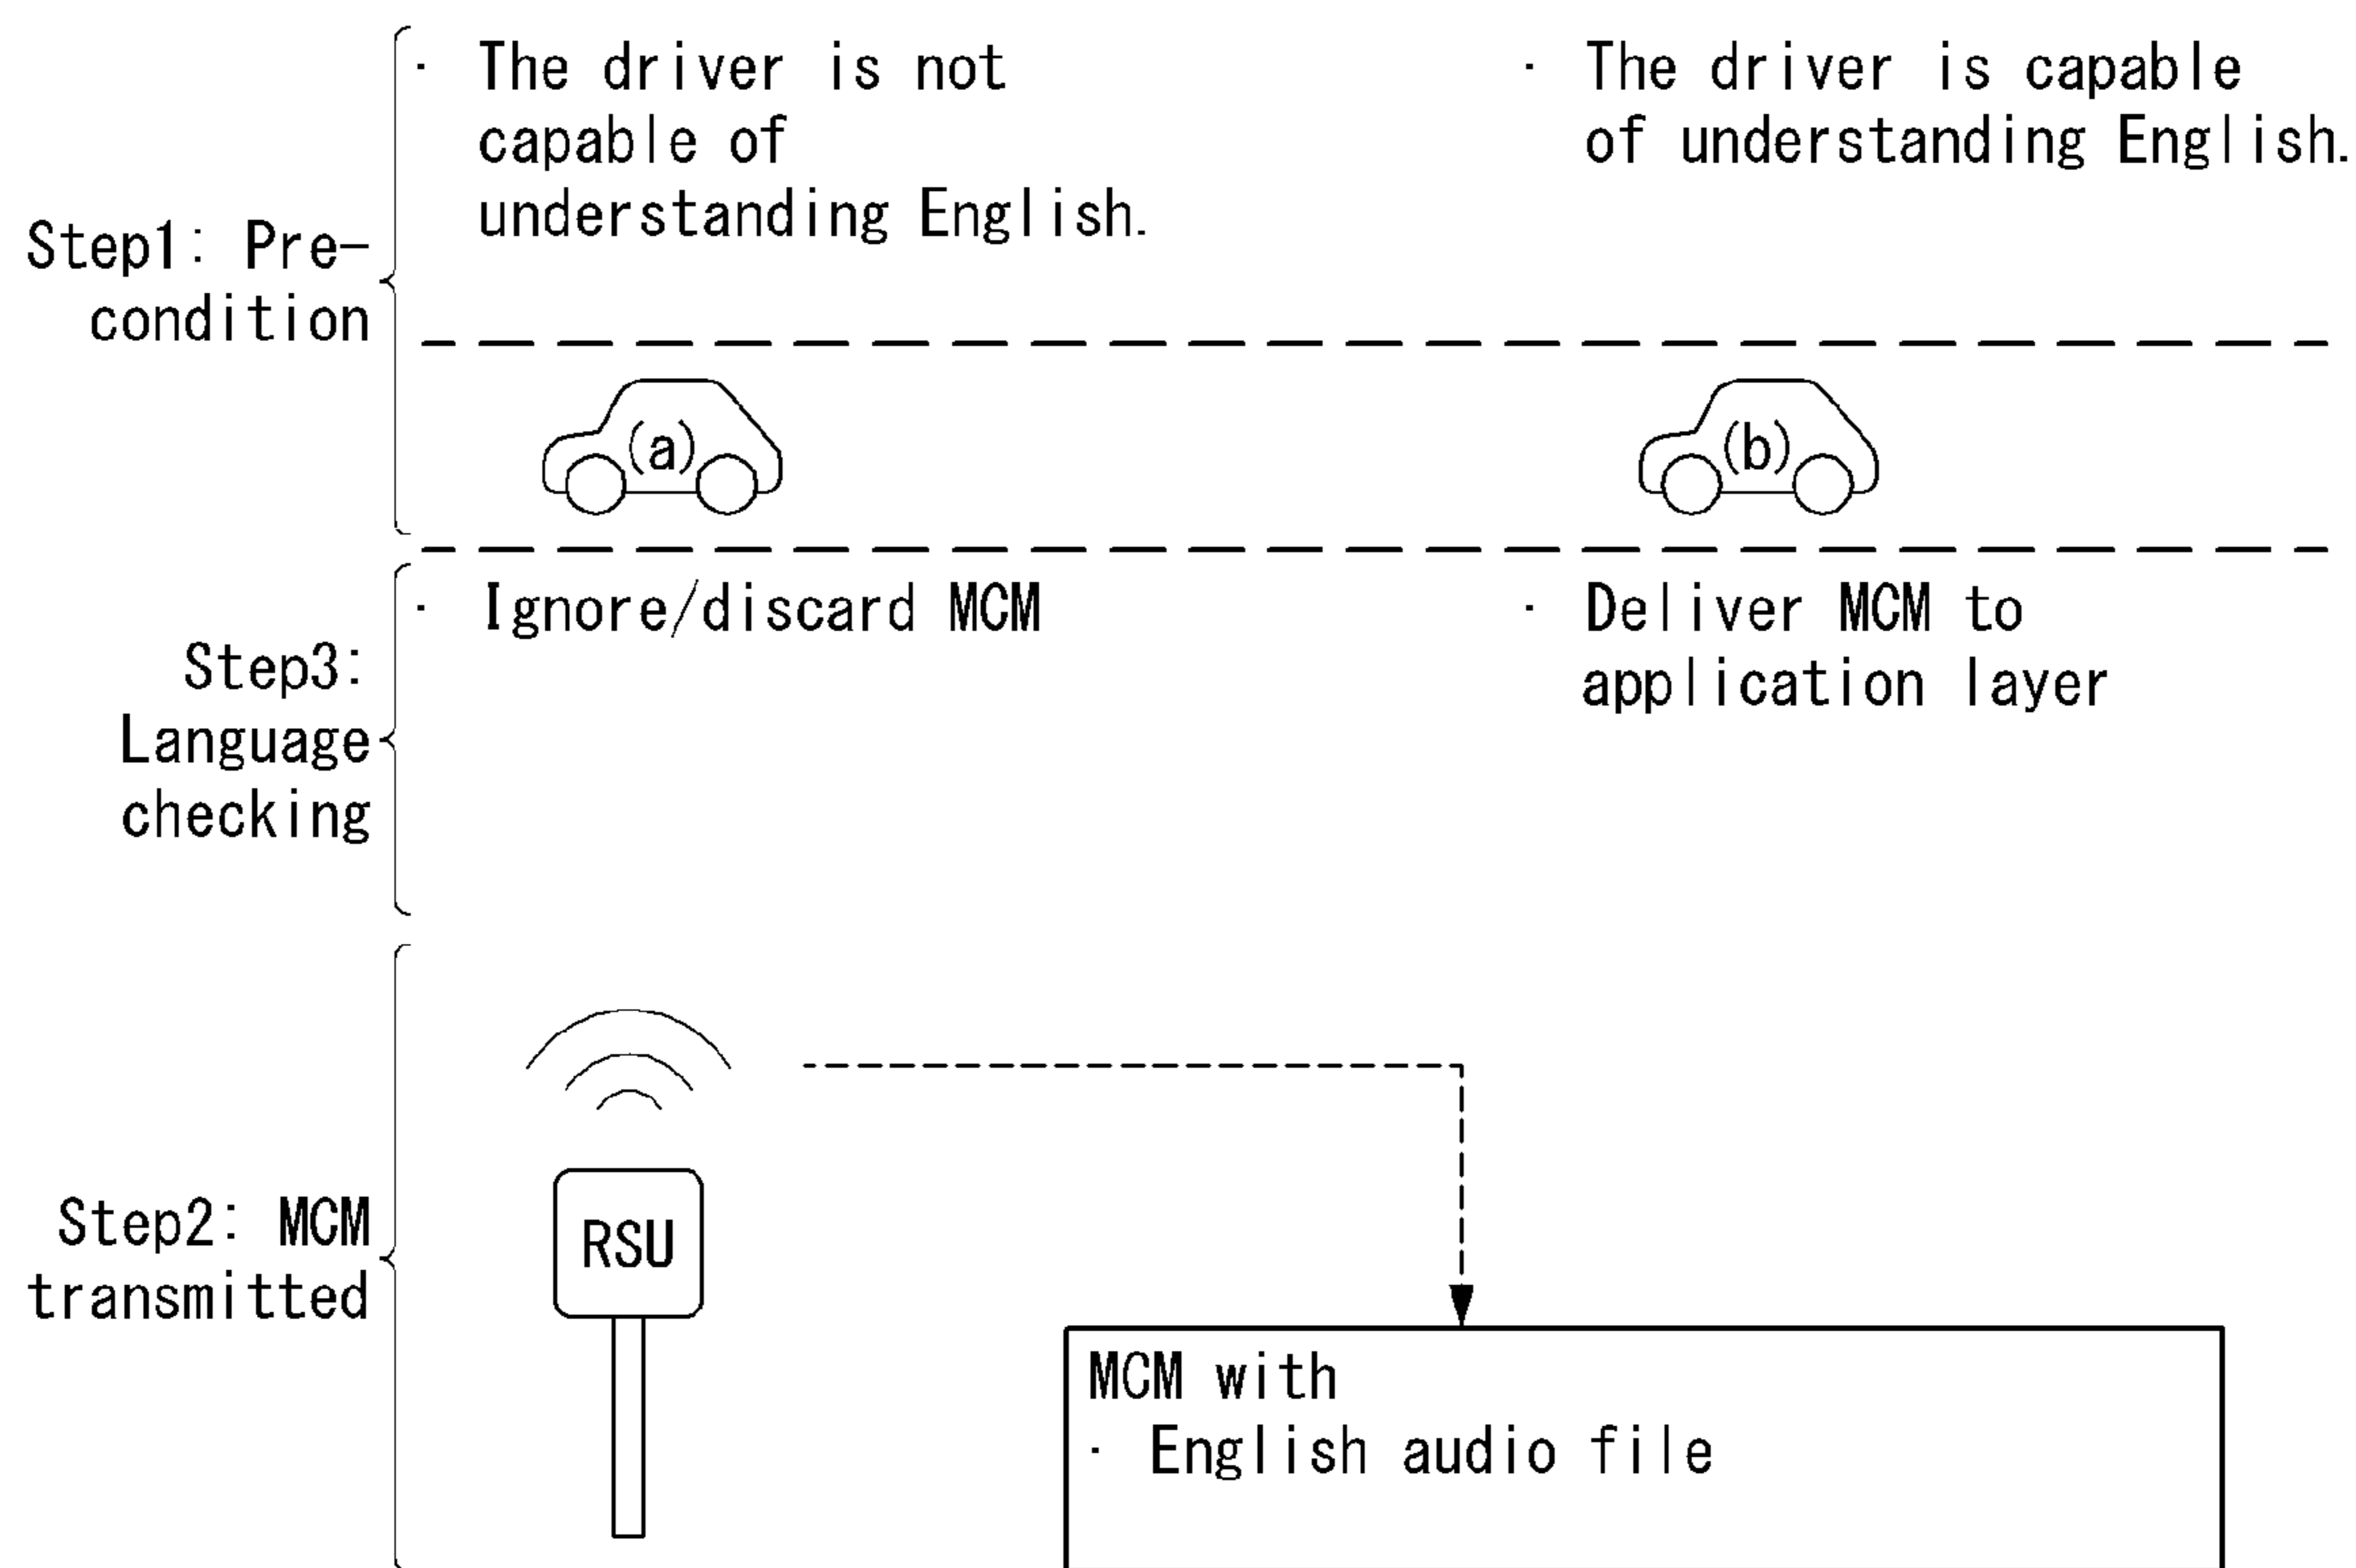 Step1: Pre-
condition
· The driver is not
capable of
understanding English.
· The driver is capable
of understanding English.
(a)
(b)
Step3:
Language
checking
· Ignore/discard MCM
· Deliver MCM to
application layer
Step2: MCM
transmitted
RSU
MCM with
· English audio file